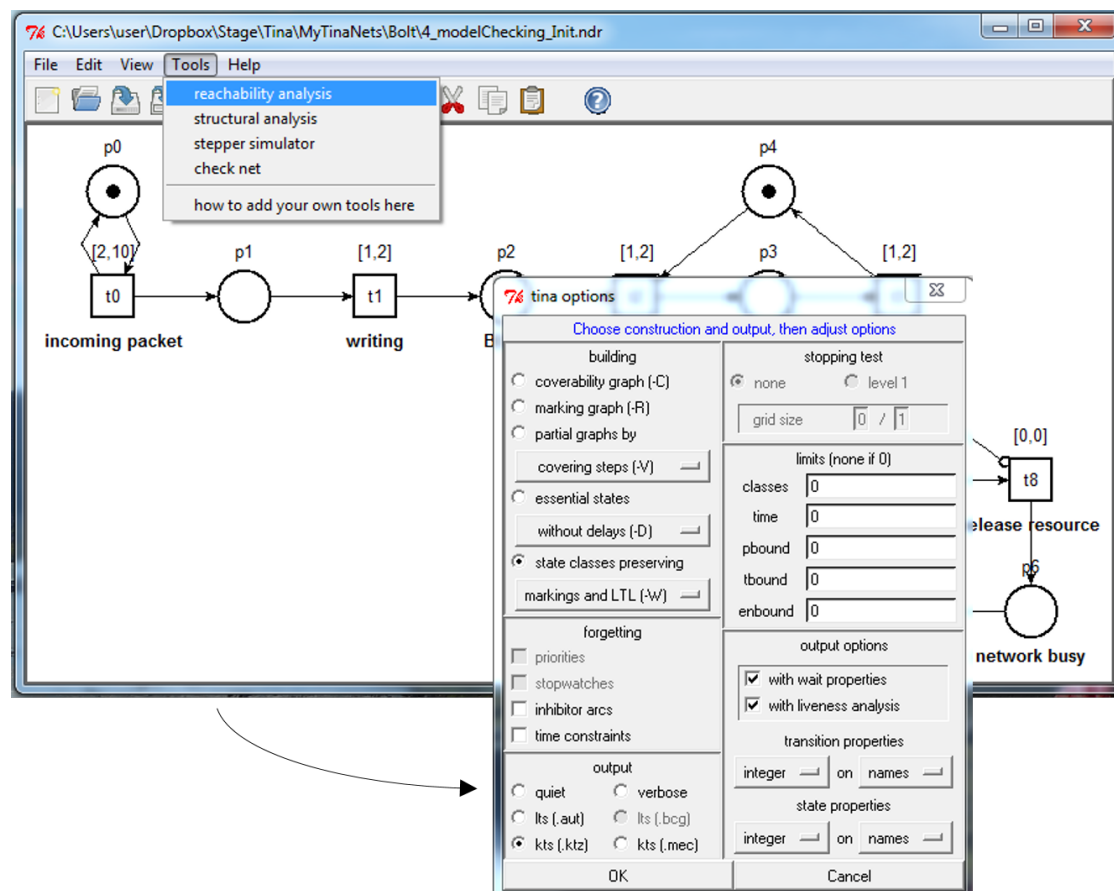 C:\Users\user\Dropbox\Stage\Tina\MyTinaNets\Bolt\4_modelChecking_Init.ndr
File Edit View Tools Help
reachability analysis
structural analysis
stepper simulator
check net
how to add your own tools here
p0
p4
[2,10]
p1
[1,2]
p2
[1,2]
p3
[1,2]
t0
t1
incoming packet
writing
B
[0,0]
t8
elease resource
p6
network busy
tina options
Choose construction and output, then adjust options
building
coverability graph (-C)
marking graph (-R)
partial graphs by
covering steps (-V)
essential states
without delays (-D)
state classes preserving
markings and LTL (-W)
forgetting
priorities
stopwatches
inhibitor arcs
time constraints
output
quiet verbose
lts (.aut) lts (.bcg)
kts (.ktz) kts (.mec)
stopping test
none level 1
grid size 0 / 1
limits (none if 0)
classes 0
time 0
pbound 0
tbound 0
enbound 0
output options
with wait properties
with liveness analysis
transition properties
integer on names
state properties
integer on names
OK Cancel